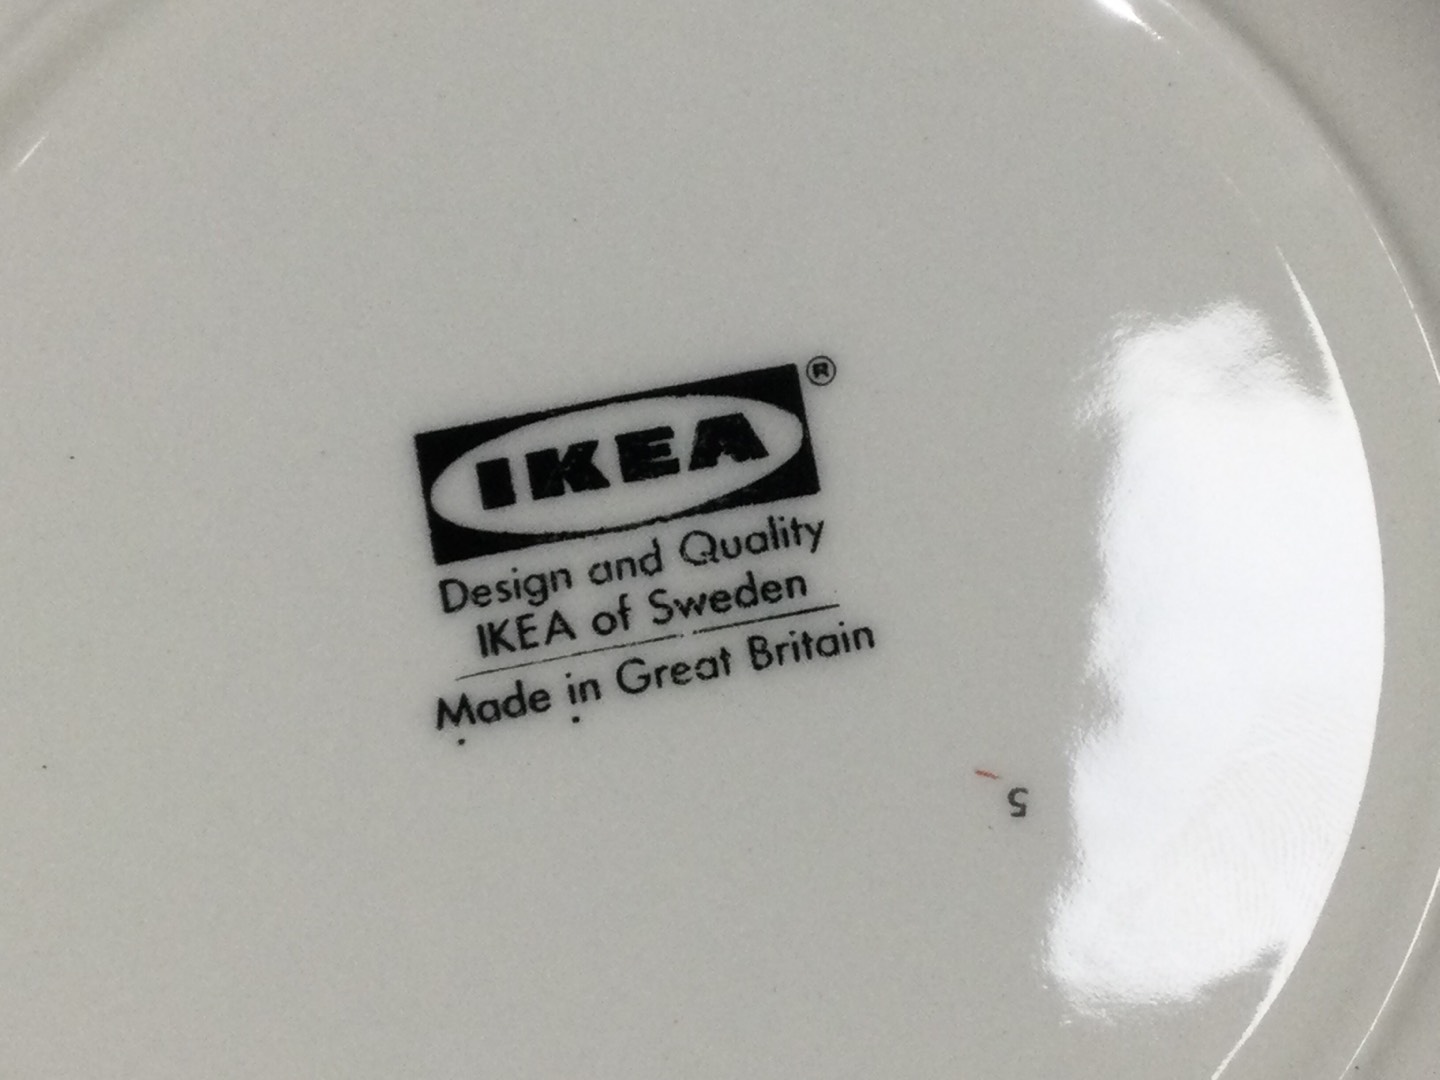 IKEA®
Design and Quality
IKEA of Sweden
Made in Great Britain
5